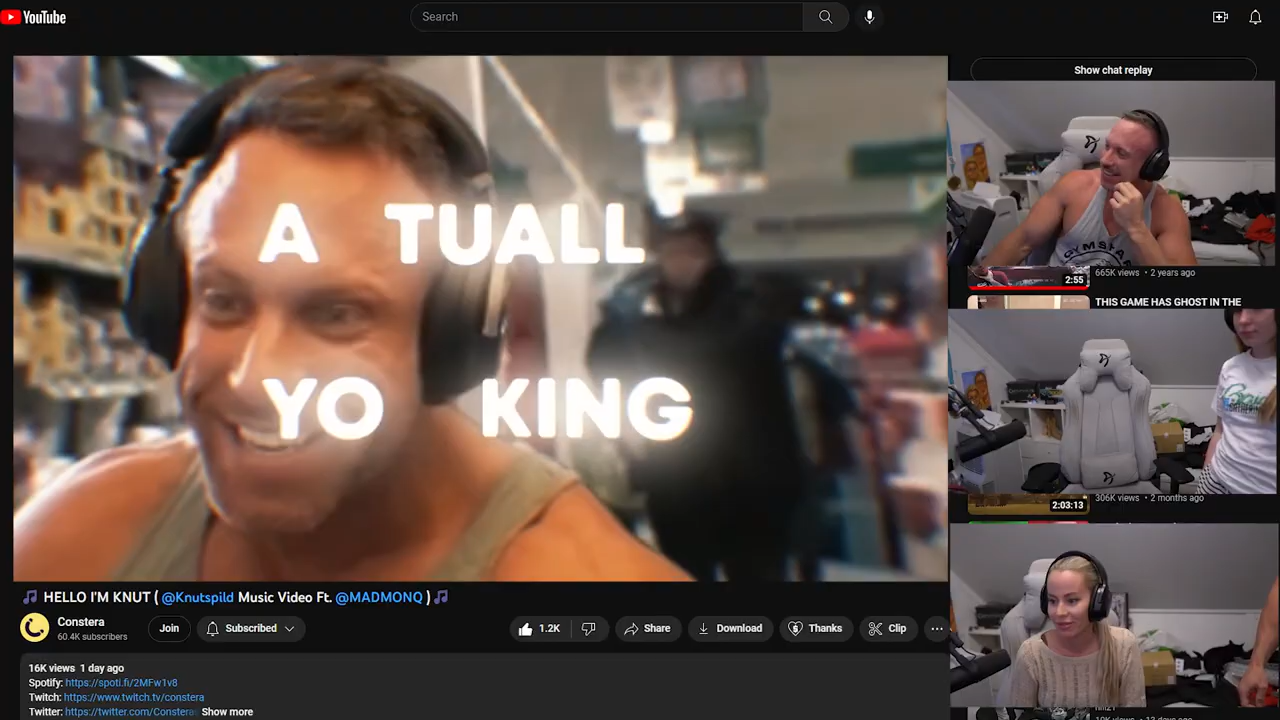 YouTube
Search
Show chat replay
A TUALL
YO KING
GYMSHARK
2:55
665K views • 2 years ago
THIS GAME HAS GHOST IN THE
2:03:13
306K views • 2 months ago
🎵 HELLO I'M KNUT ( @Knutspild Music Video Ft. @MADMONQ ) 🎵
Constera
60.4K subscribers
Join
Subscribed
1.2K
Share
Download
Thanks
Clip
16K views 1 day ago
Spotify: https://spoti.fi/2MFw1v8
Twitch: https://www.twitch.tv/constera
Twitter: https://twitter.com/Constera
Show more